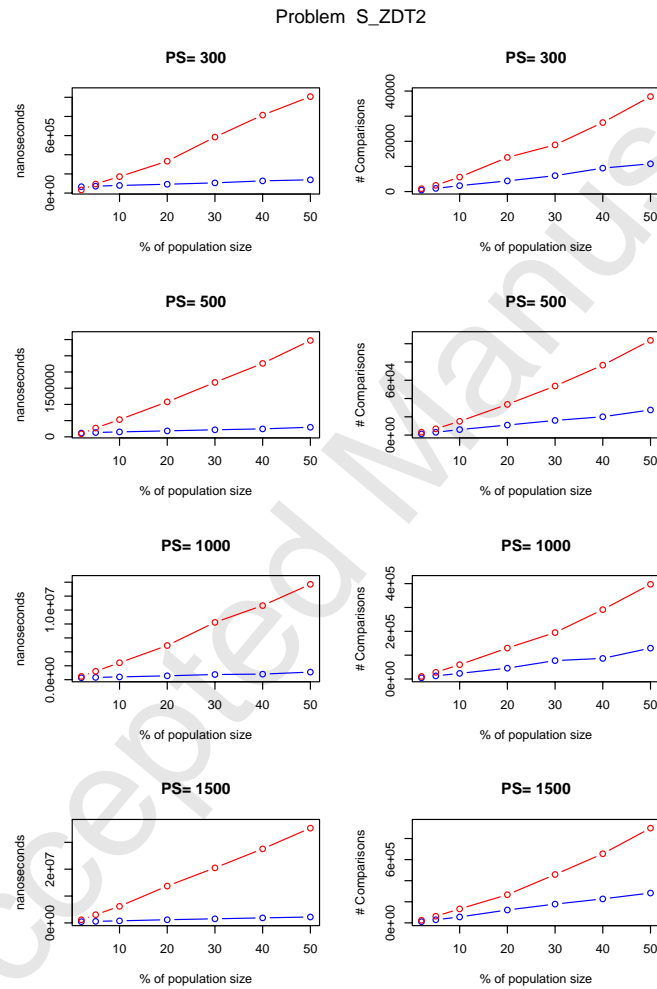 Problem S_ZDT2
PS= 300
nanoseconds
0e+00
6e+05
10
20
30
40
50
% of population size
PS= 300
# Comparisons
0
20000
40000
10
20
30
40
50
% of population size
PS= 500
nanoseconds
0
1500000
10
20
30
40
50
% of population size
PS= 500
# Comparisons
0e+00
6e+04
10
20
30
40
50
% of population size
PS= 1000
nanoseconds
0.0e+00
1.0e+07
10
20
30
40
50
% of population size
PS= 1000
# Comparisons
0e+00
2e+05
4e+05
10
20
30
40
50
% of population size
PS= 1500
nanoseconds
0e+00
2e+07
10
20
30
40
50
% of population size
PS= 1500
# Comparisons
0e+00
6e+05
10
20
30
40
50
% of population size
ccepted Manus